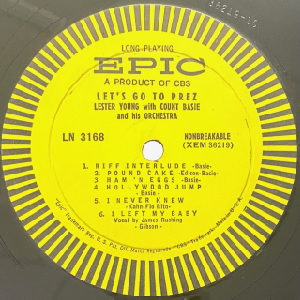 LONG PLAYING
EPIC
A PRODUCT OF CBS
LET'S GO TO PREZ
LESTER YOUNG with COUNT BASIE
and his ORCHESTRA
LN 3168
NONBREAKABLE
(XEM 36219)
1. RIFF INTERLUDE -Basie-
2. POUND CAKE -Edison-Basie-
3. HAM 'N EGGS -Basie-
4. HOLLYWOOD JUMP
-Basie-
5. I NEVER KNEW
-Kahn-Fio Rito-
6. I LEFT MY BABY
Vocal by James Rushing
-Gibson-